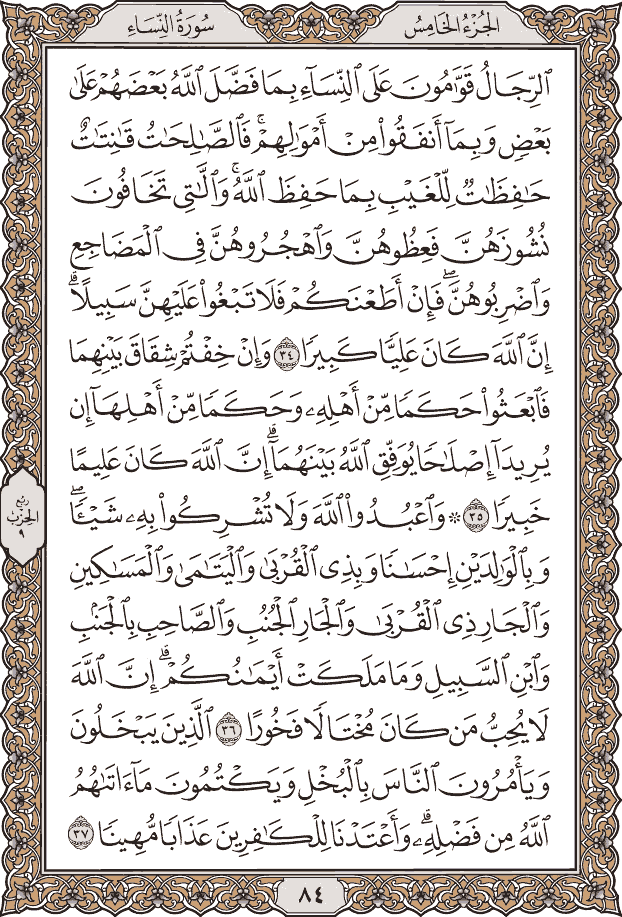 الجُزْءُ الخَامِسُ
سُورَةُ النِّسَاءِ
ٱلرِّجَالُ قَوَّٰمُونَ عَلَى ٱلنِّسَآءِ بِمَا فَضَّلَ ٱللَّهُ بَعْضَهُمْ عَلَىٰ
بَعْضٖ وَبِمَآ أَنفَقُواْ مِنْ أَمْوَٰلِهِمْۚ فَٱلصَّٰلِحَٰتُ قَٰنِتَٰتٌ
حَٰفِظَٰتٞ لِّلْغَيْبِ بِمَا حَفِظَ ٱللَّهُۚ وَٱلَّٰتِي تَخَافُونَ
نُشُوزَهُنَّ فَعِظُوهُنَّ وَٱهْجُرُوهُنَّ فِي ٱلْمَضَاجِعِ
وَٱضْرِبُوهُنَّۖ فَإِنْ أَطَعْنَكُمْ فَلَا تَبْغُواْ عَلَيْهِنَّ سَبِيلًاۗ
إِنَّ ٱللَّهَ كَانَ عَلِيّٗا كَبِيرٗا ٣٤ وَإِنْ خِفْتُمْ شِقَاقَ بَيْنِهِمَا
فَٱبْعَثُواْ حَكَمٗا مِّنْ أَهْلِهِۦ وَحَكَمٗا مِّنْ أَهْلِهَآ إِن
يُرِيدَآ إِصْلَٰحٗا يُوَفِّقِ ٱللَّهُ بَيْنَهُمَآۗ إِنَّ ٱللَّهَ كَانَ عَلِيمًا
خَبِيرٗا ٣٥ ۞ وَٱعْبُدُواْ ٱللَّهَ وَلَا تُشْرِكُواْ بِهِۦ شَيْـٔٗاۖ
وَبِٱلْوَٰلِدَيْنِ إِحْسَٰنٗا وَبِذِي ٱلْقُرْبَىٰ وَٱلْيَتَٰمَىٰ وَٱلْمَسَٰكِينِ
وَٱلْجَارِ ذِي ٱلْقُرْبَىٰ وَٱلْجَارِ ٱلْجُنُبِ وَٱلصَّاحِبِ بِٱلْجَنۢبِ
وَٱبْنِ ٱلسَّبِيلِ وَمَا مَلَكَتْ أَيْمَٰنُكُمْۗ إِنَّ ٱللَّهَ
لَا يُحِبُّ مَن كَانَ مُخْتَالٗا فَخُورًا ٣٦ ٱلَّذِينَ يَبْخَلُونَ
وَيَأْمُرُونَ ٱلنَّاسَ بِٱلْبُخْلِ وَيَكْتُمُونَ مَآ ءَاتَىٰهُمُ
ٱللَّهُ مِن فَضْلِهِۦۗ وَأَعْتَدْنَا لِلْكَٰفِرِينَ عَذَابٗا مُّهِينٗا ٣٧
ربع
الحزب
٩
٨٤